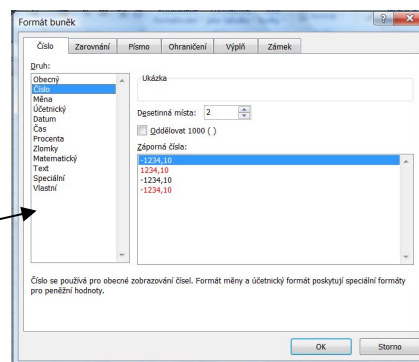 Formát buněk
Číslo
Zarovnání
Písmo
Ohraničení
Výplň
Zámek
Druh:
Obecný
Číslo
Měna
Účetnický
Datum
Čas
Procenta
Zlomky
Matematický
Text
Speciální
Vlastní
Ukázka
Desetinná místa: 2
Oddělovat 1000 ( )
Záporná čísla:
-1234,10
1234,10
-1234,10
-1234,10
Číslo se používá pro obecné zobrazování čísel. Formát měny a účetnický formát poskytují speciální formáty
pro peněžní hodnoty.
OK
Storno